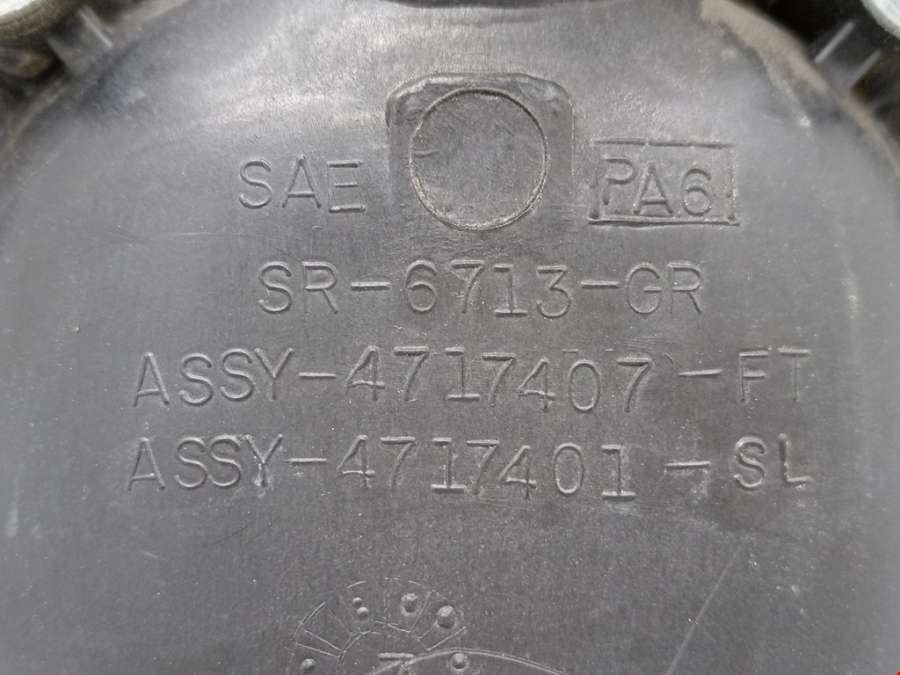 SAE PA6
SR-6713-GR
ASSY-4717407-FT
ASSY-4717401-SL